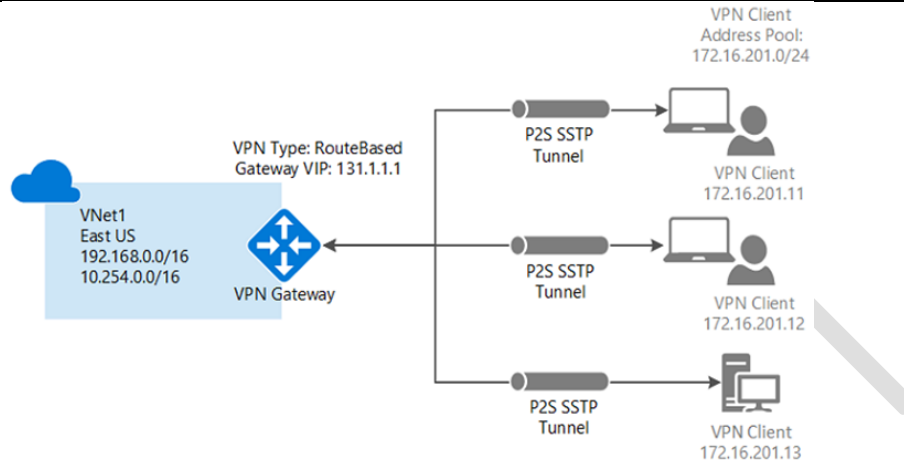 VPN Client
Address Pool:
172.16.201.0/24
P2S SSTP
Tunnel
VPN Type: RouteBased
Gateway VIP: 131.1.1.1
VPN Client
172.16.201.11
VNet1
East US
192.168.0.0/16
10.254.0.0/16
VPN Gateway
P2S SSTP
Tunnel
VPN Client
172.16.201.12
P2S SSTP
Tunnel
VPN Client
172.16.201.13